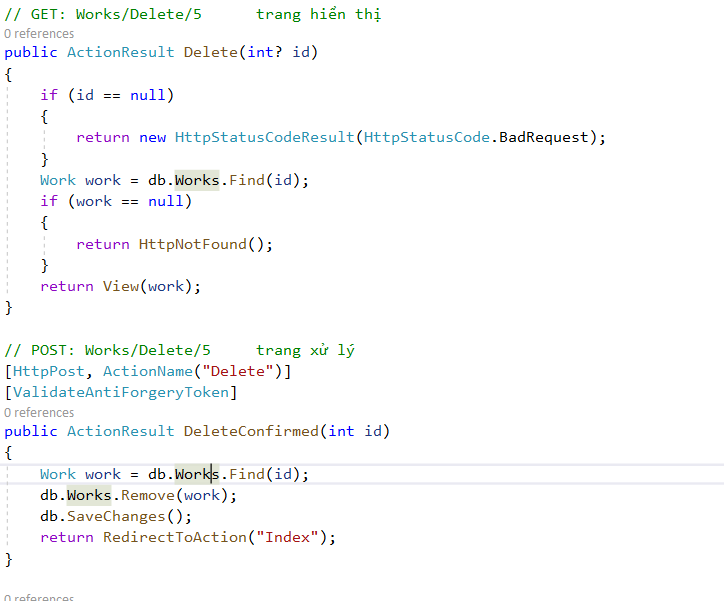 // GET: Works/Delete/5      trang hiển thị
0 references
public ActionResult Delete(int? id)
{
    if (id == null)
    {
        return new HttpStatusCodeResult(HttpStatusCode.BadRequest);
    }
    Work work = db.Works.Find(id);
    if (work == null)
    {
        return HttpNotFound();
    }
    return View(work);
}

// POST: Works/Delete/5     trang xử lý
[HttpPost, ActionName("Delete")]
[ValidateAntiForgeryToken]
0 references
public ActionResult DeleteConfirmed(int id)
{
    Work work = db.Works.Find(id);
    db.Works.Remove(work);
    db.SaveChanges();
    return RedirectToAction("Index");
}

0 references